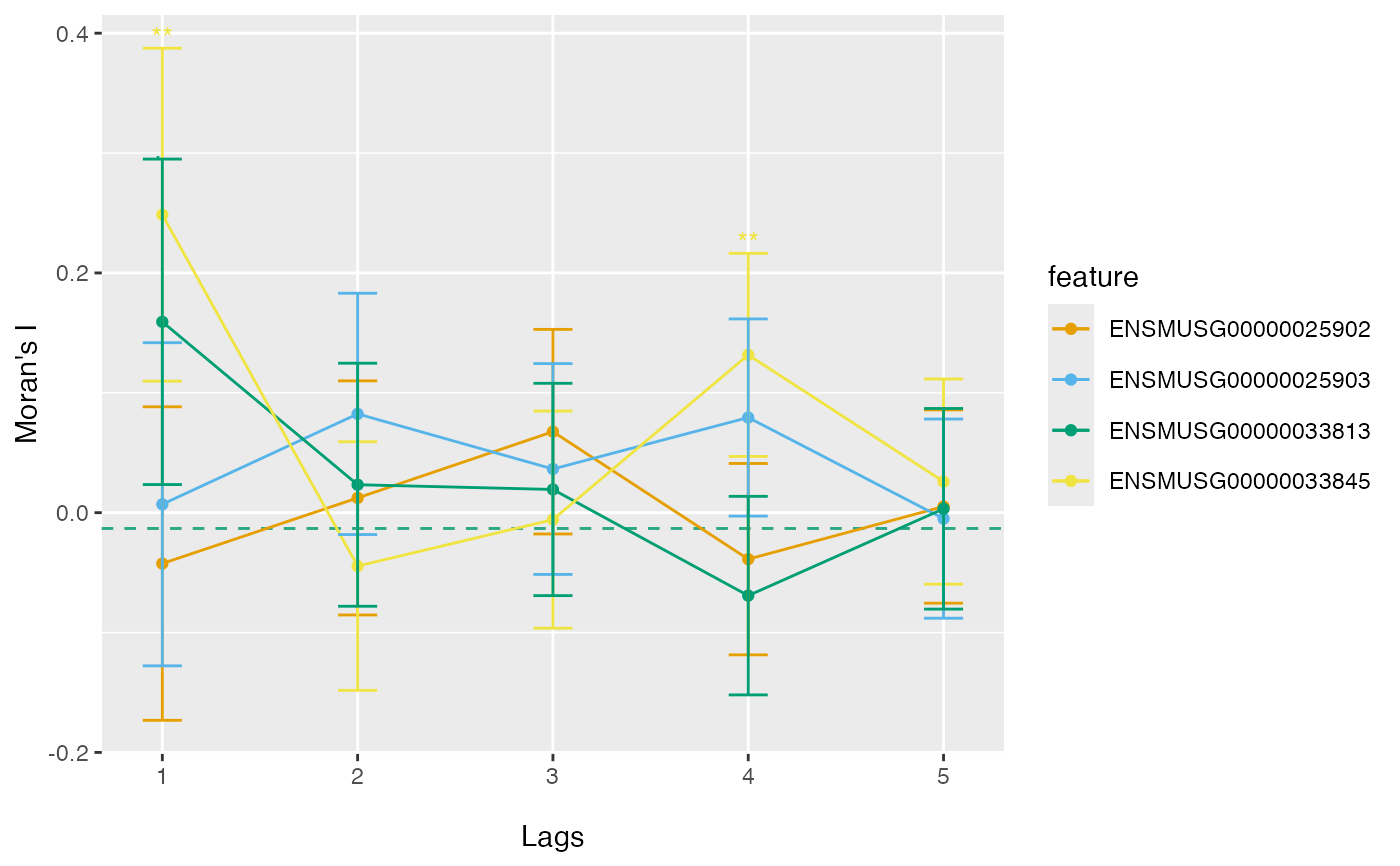 **
0.4
0.2
**
0.0
-0.2
Moran's I
1 2 3 4 5
Lags
feature
ENSMUSG00000025902
ENSMUSG00000025903
ENSMUSG00000033813
ENSMUSG00000033845